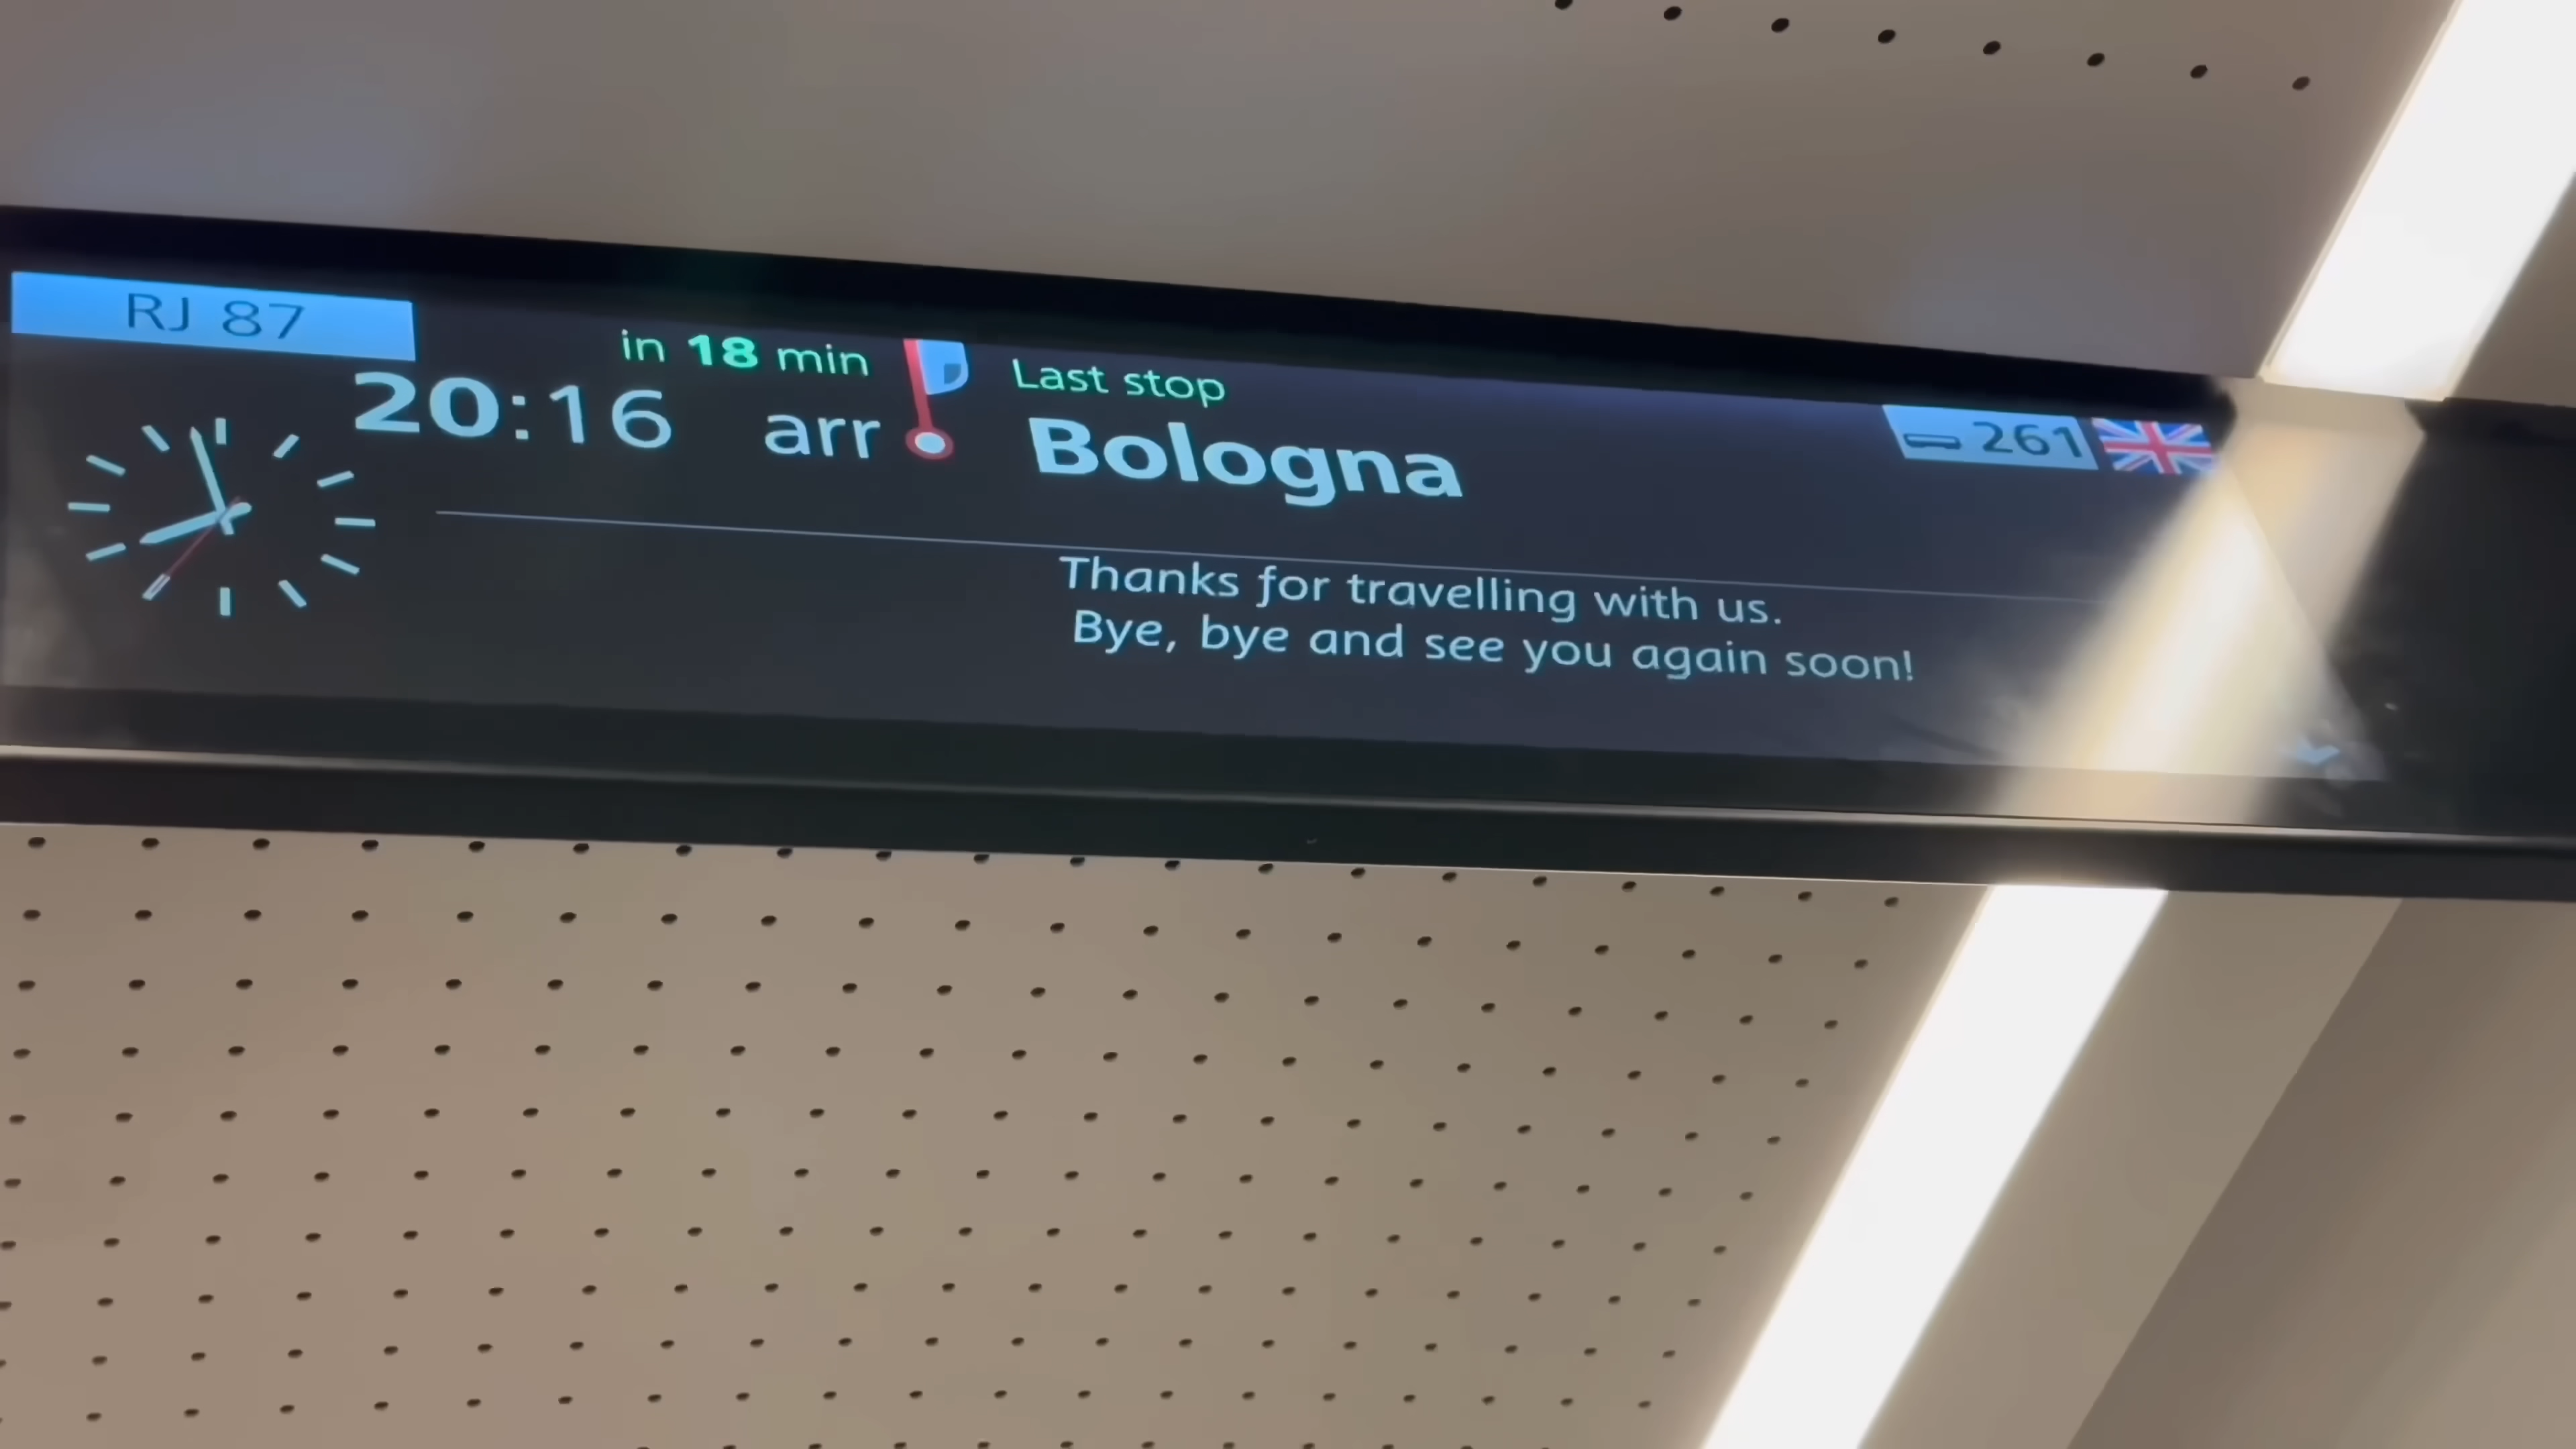 RJ 87
in 18 min
Last stop
20:16 arr
Bologna
261
Thanks for travelling with us.
Bye, bye and see you again soon!